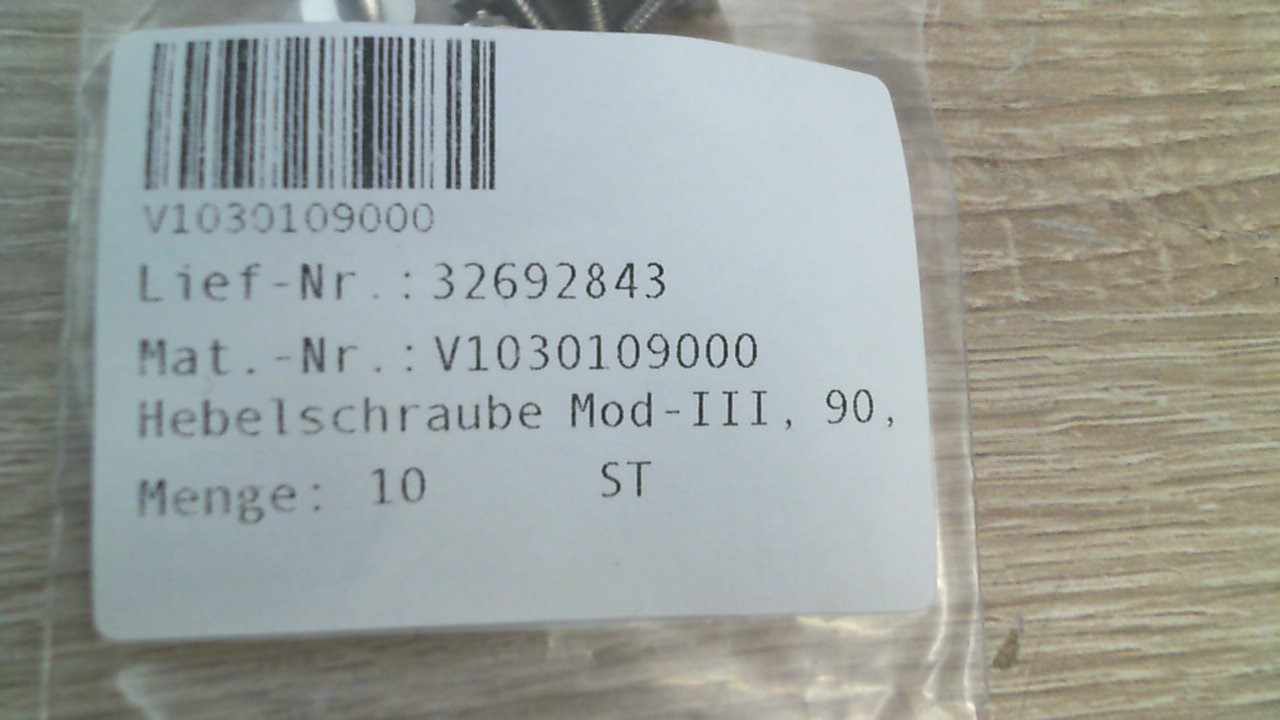 V1030109000
Lief-Nr.:32692843
Mat.-Nr.:V1030109000
Hebelschraube Mod-III, 90,
Menge: 10 ST